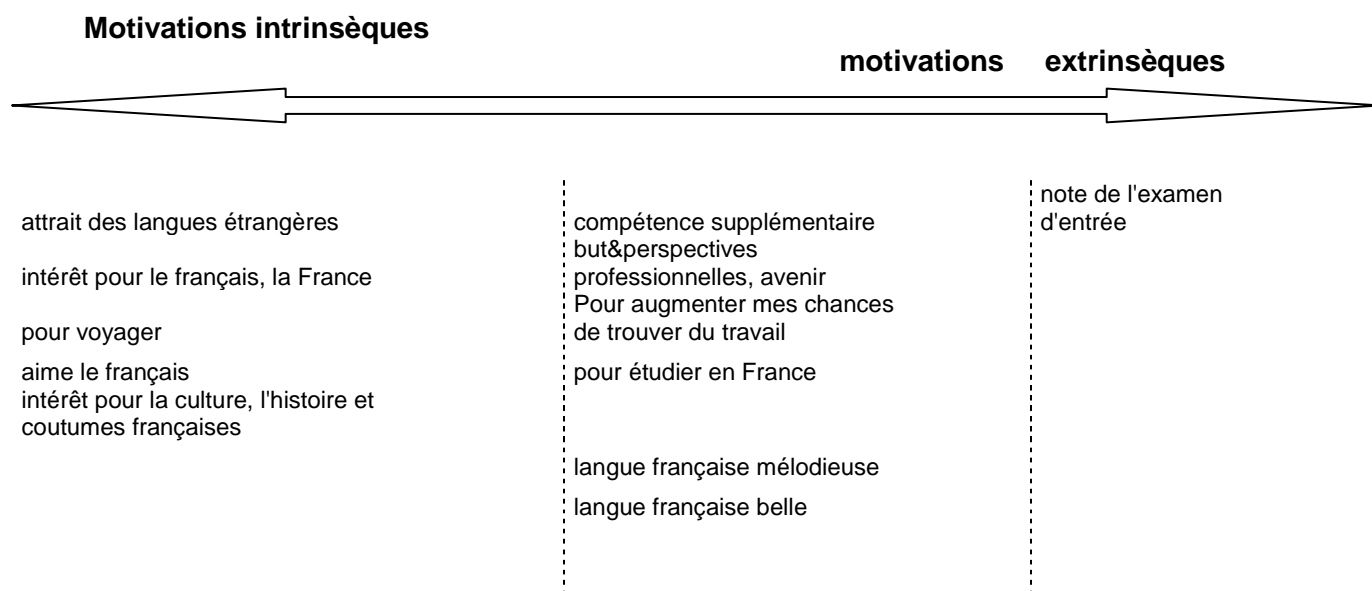 Motivations intrinsèques
motivations extrinsèques
attrait des langues étrangères
intérêt pour le français, la France
pour voyager
aime le français
intérêt pour la culture, l'histoire et
coutumes françaises
compétence supplémentaire
but&perspectives
professionnelles, avenir
Pour augmenter mes chances
de trouver du travail
pour étudier en France
langue française mélodieuse
langue française belle
note de l'examen
d'entrée